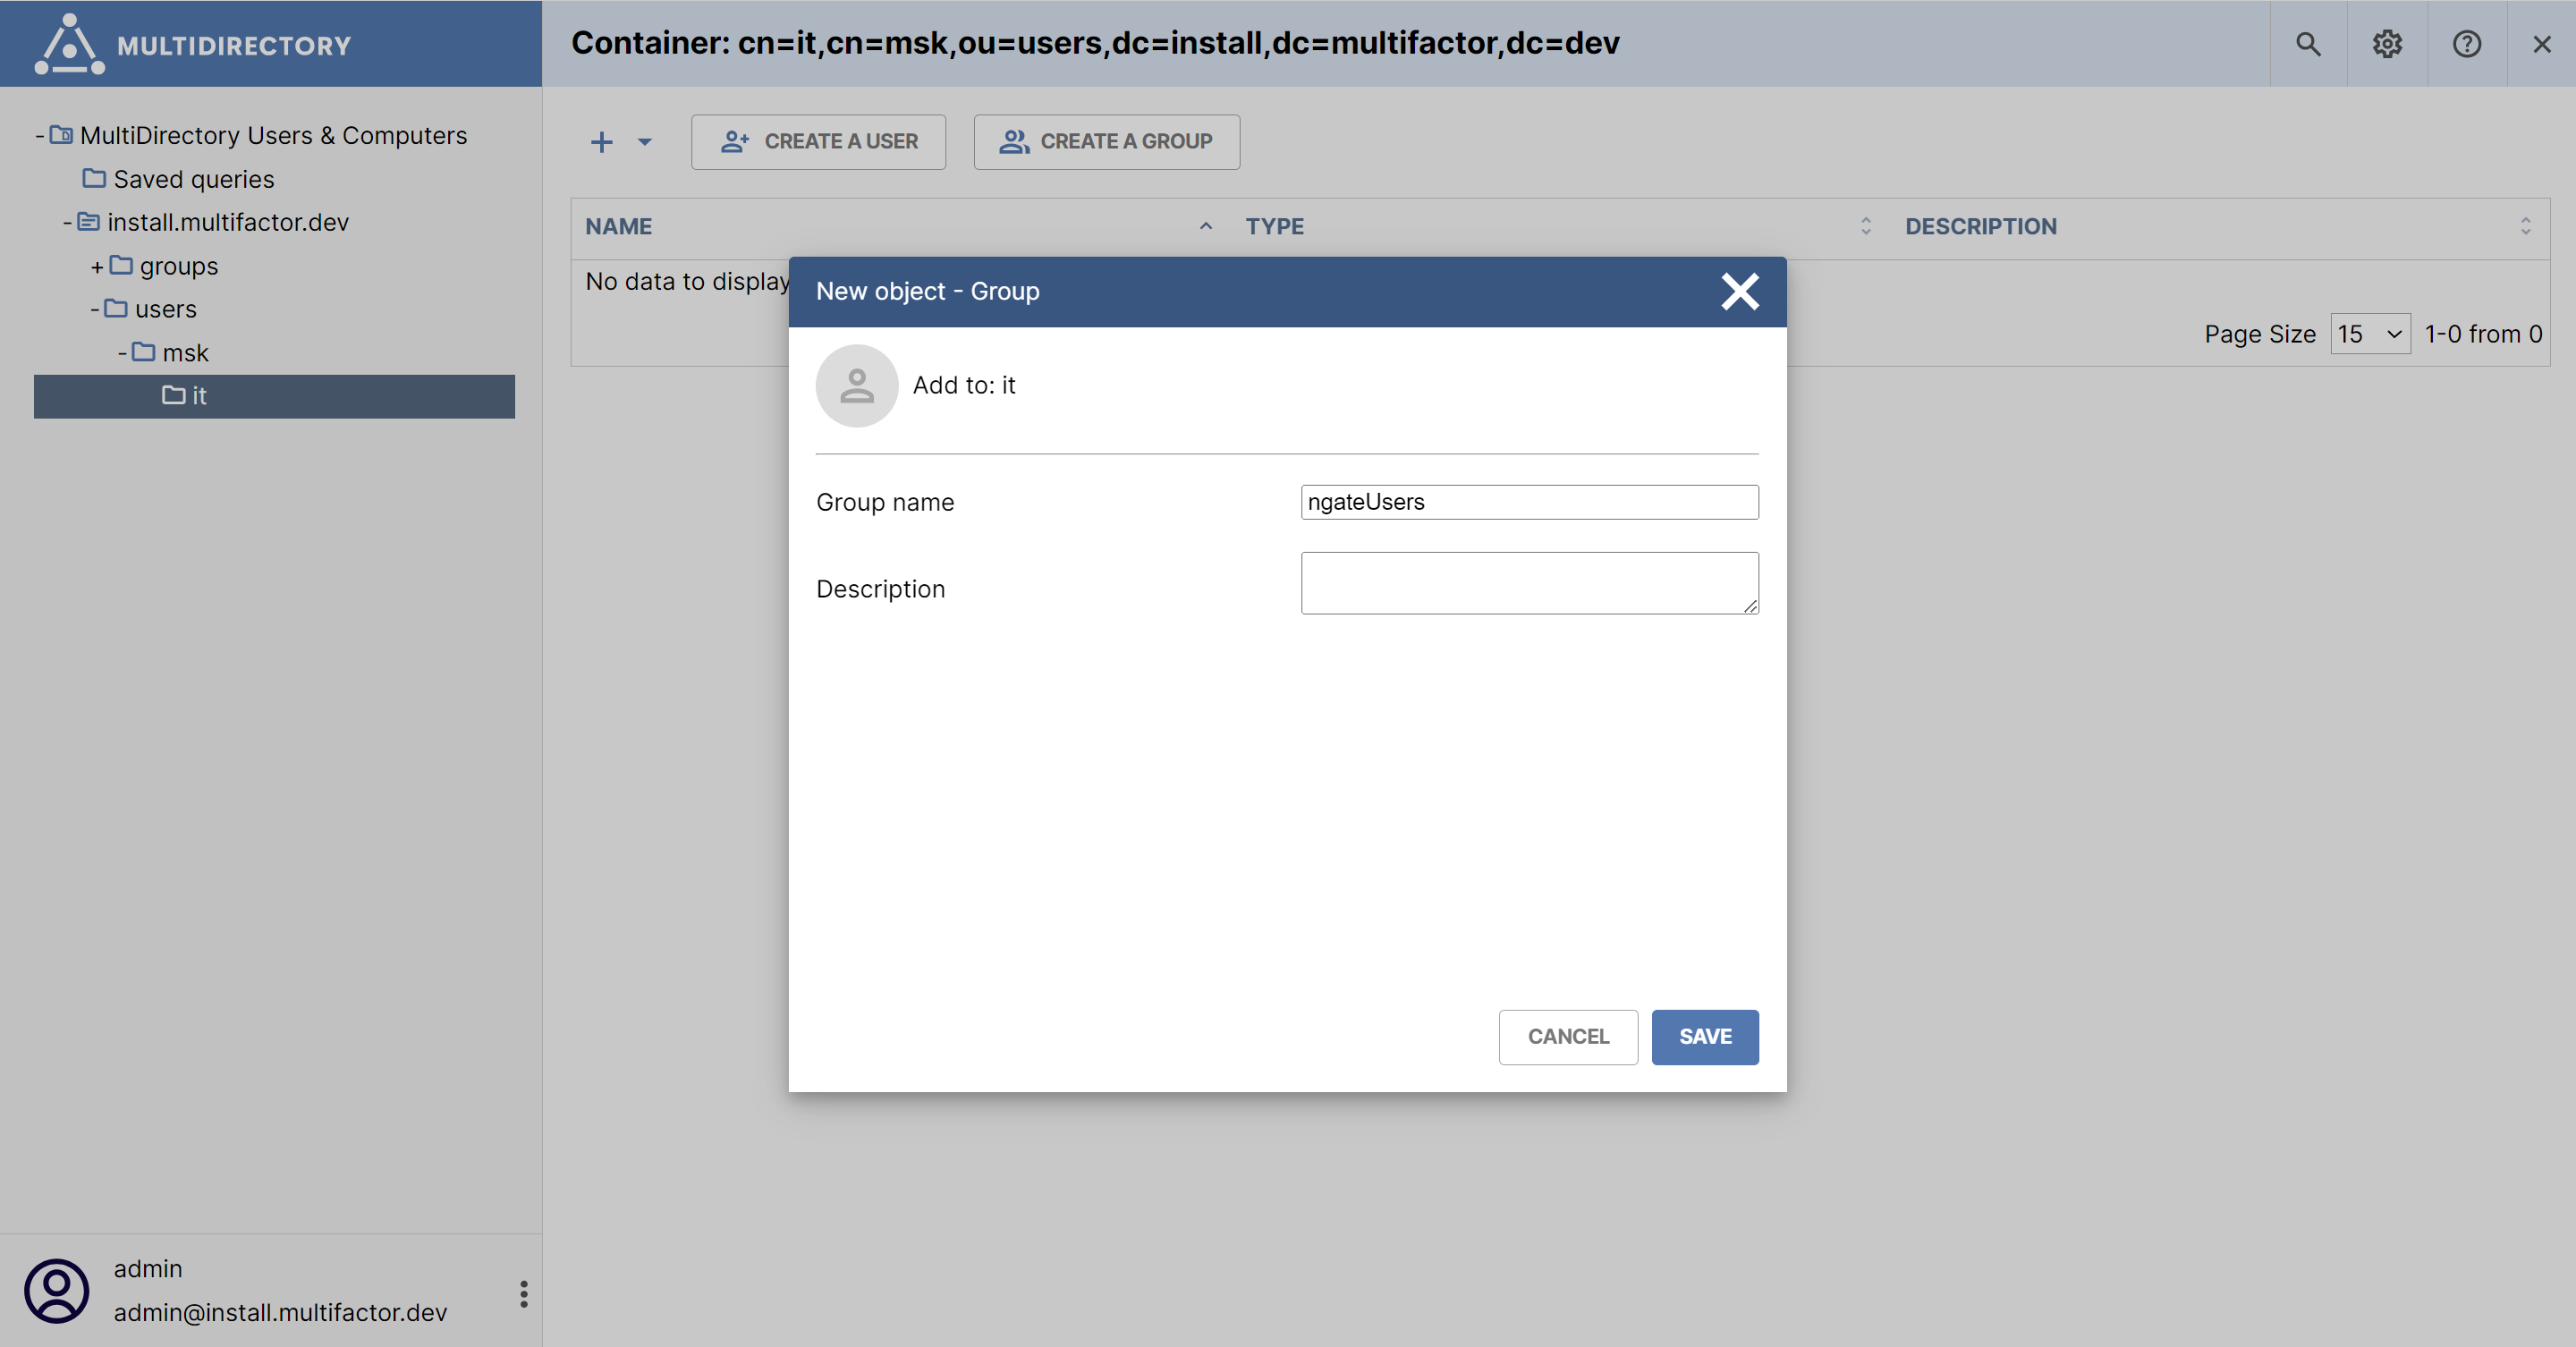 MULTIDIRECTORY
Container: cn=it,cn=msk,ou=users,dc=install,dc=multifactor,dc=dev
- MultiDirectory Users & Computers
Saved queries
- install.multifactor.dev
+ groups
- users
- msk
it
CREATE A USER
CREATE A GROUP
NAME TYPE DESCRIPTION
No data to display
Page Size 15 1-0 from 0
New object - Group
Add to: it
Group name ngateUsers
Description
CANCEL SAVE
admin
admin@install.multifactor.dev